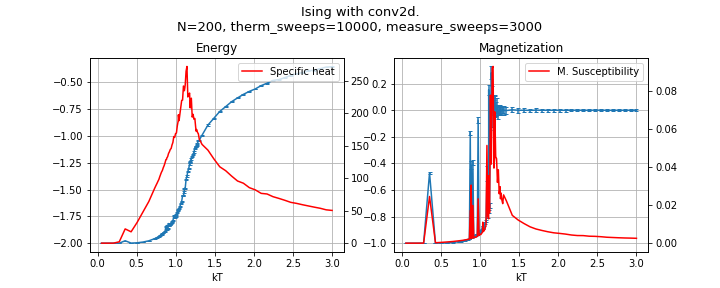 Ising with conv2d.
N=200, therm_sweeps=10000, measure_sweeps=3000
Energy
Magnetization
Specific heat
M. Susceptibility
−0.50
−0.75
−1.00
−1.25
−1.50
−1.75
−2.00
250
200
150
100
50
0
0.0 0.5 1.0 1.5 2.0 2.5 3.0
kT
0.2
0.0
−0.2
−0.4
−0.6
−0.8
−1.0
0.08
0.06
0.04
0.02
0.00
0.0 0.5 1.0 1.5 2.0 2.5 3.0
kT